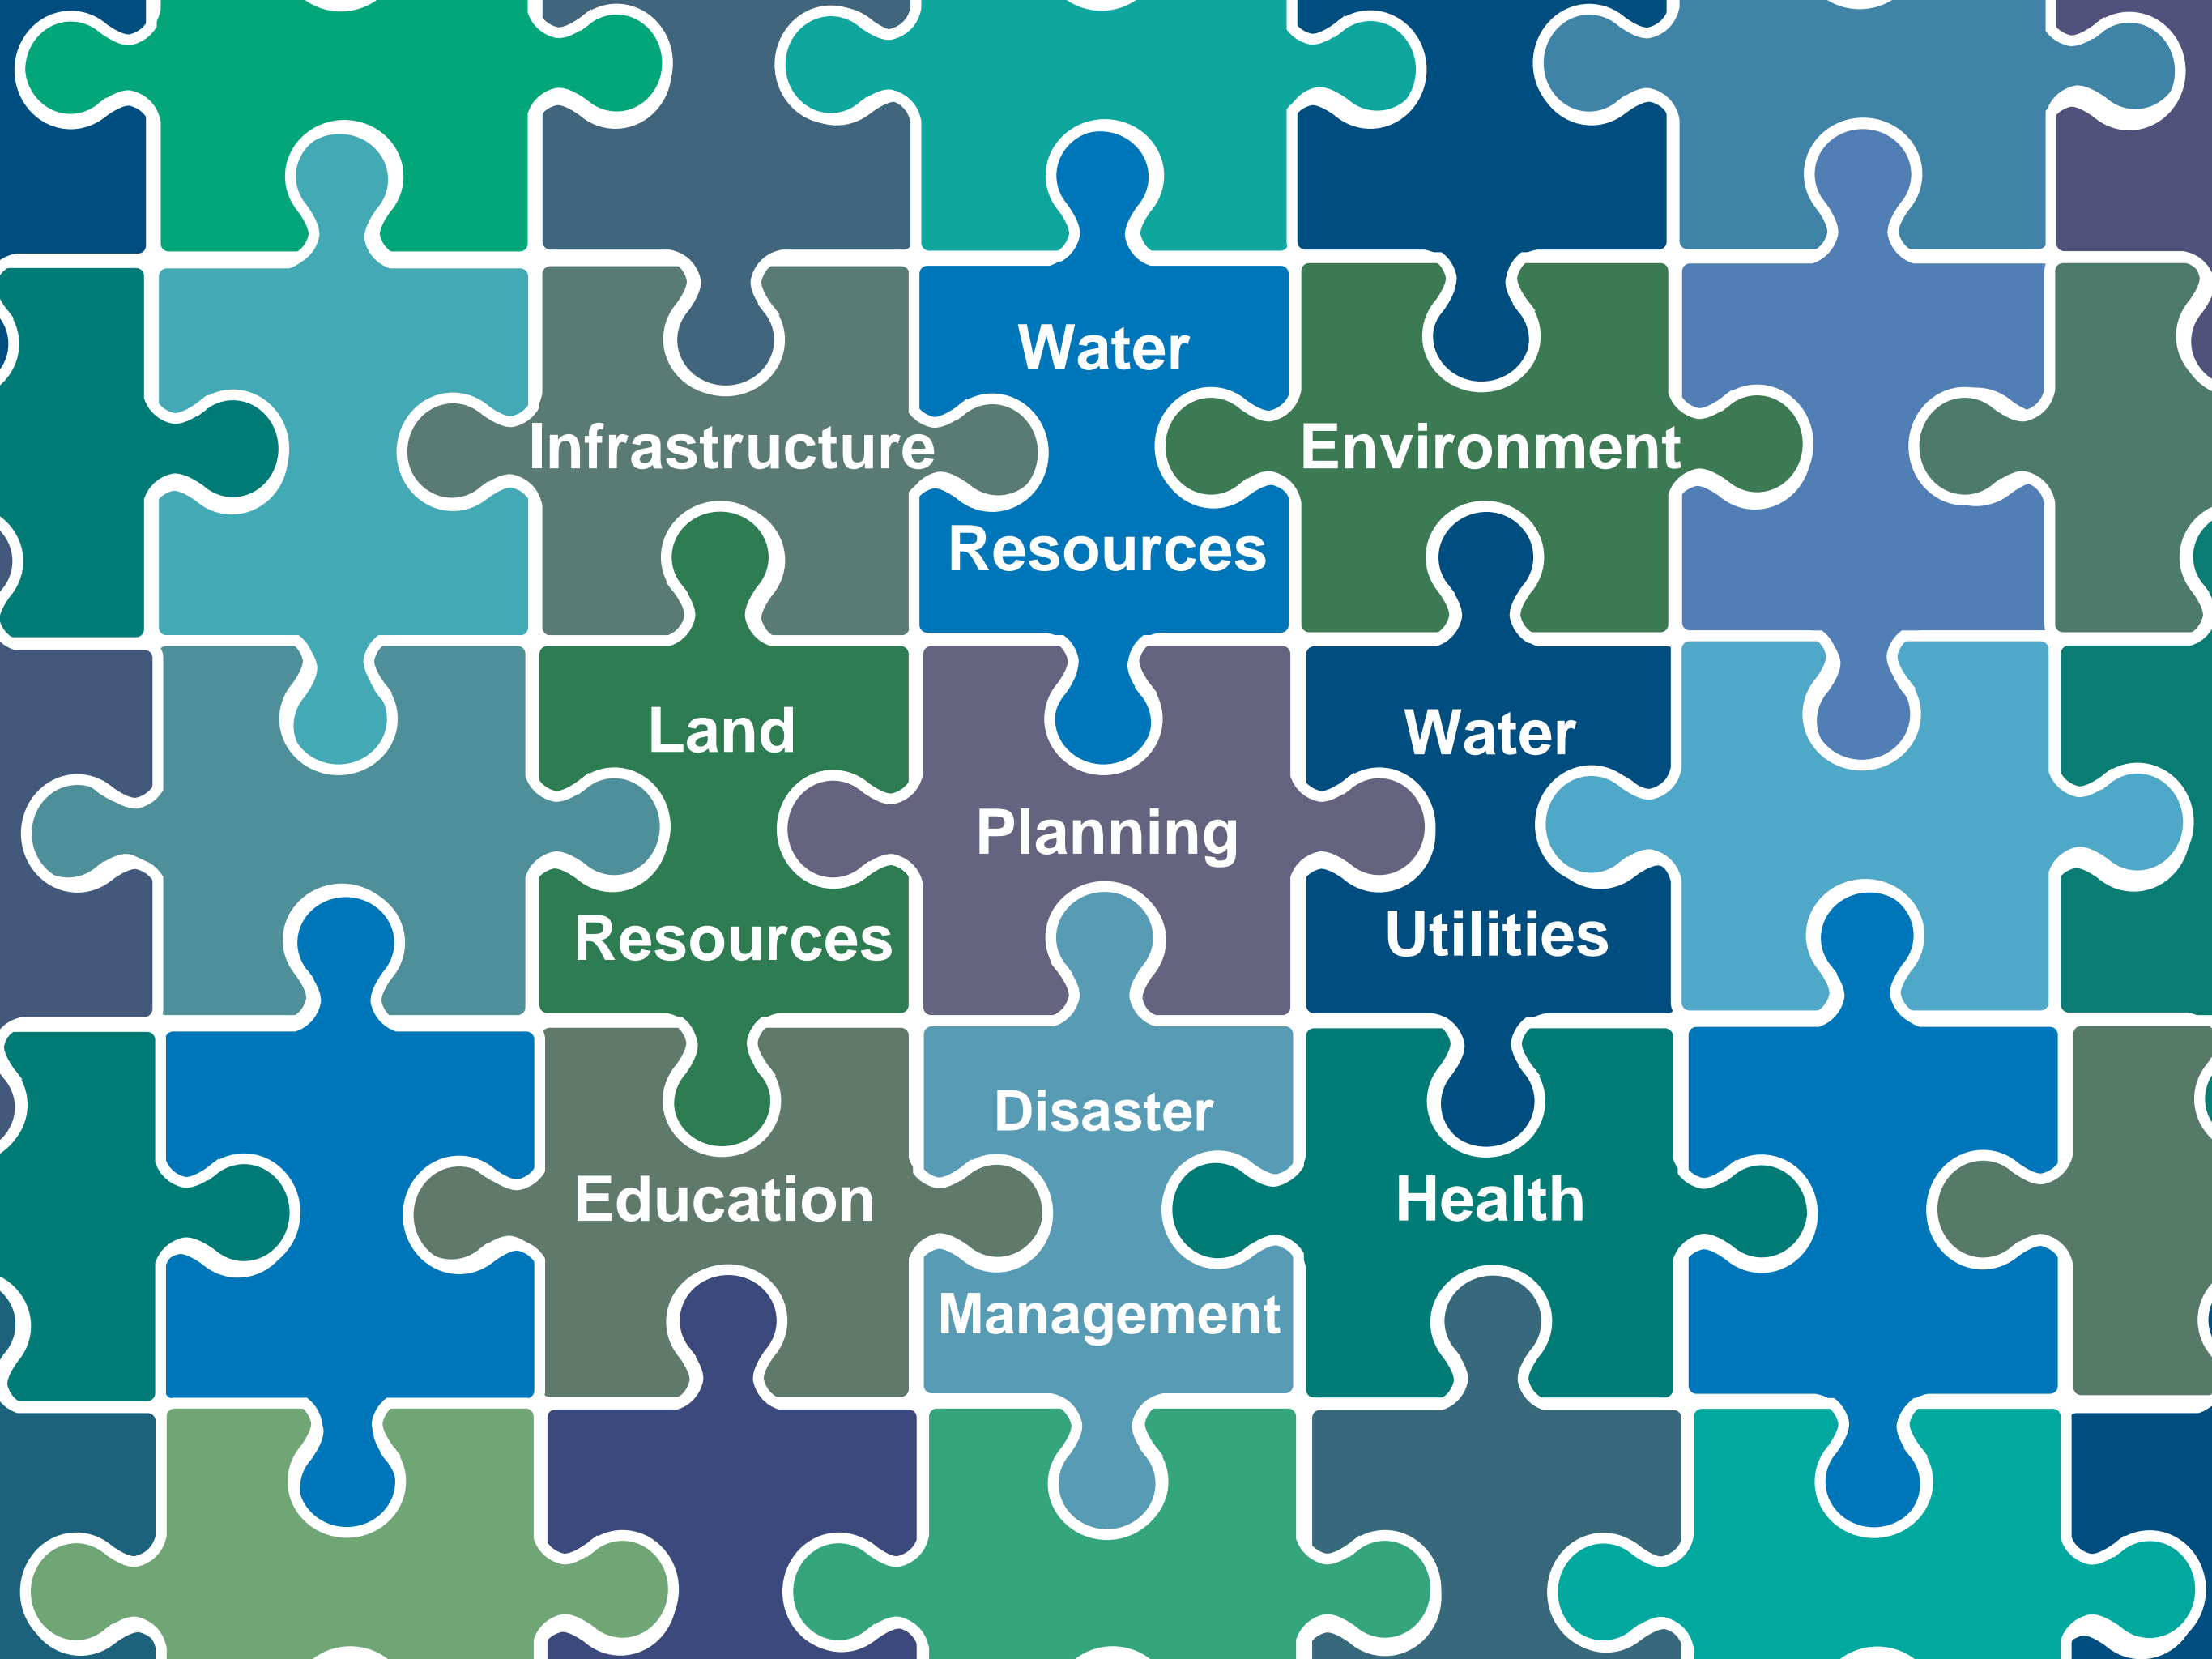 Water
Resources
Infrastructure
Environment
Land
Resources
Planning
Water
Utilities
Disaster
Management
Education
Health